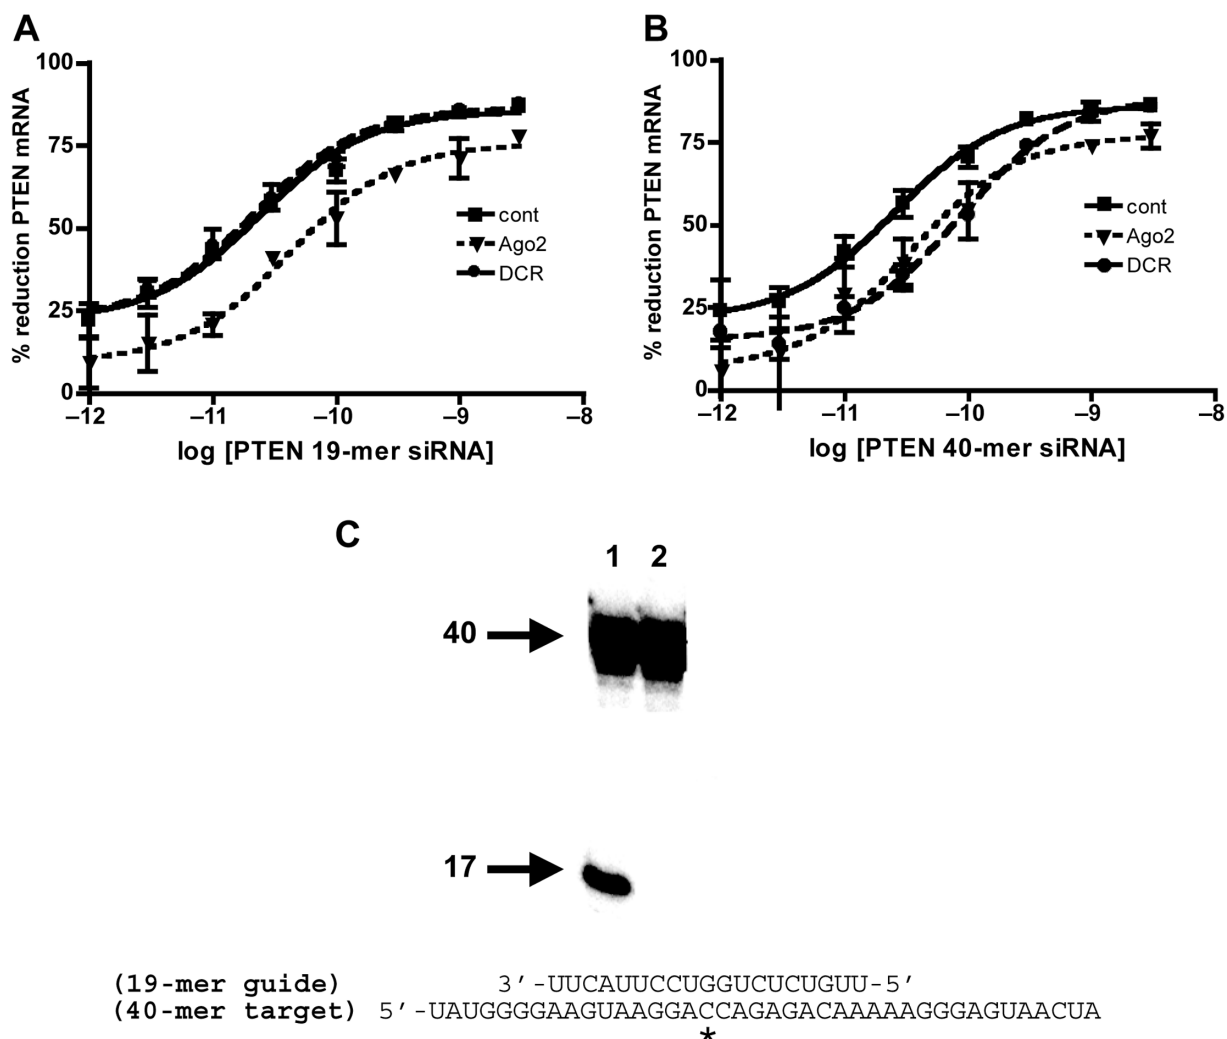 A
% reduction PTEN mRNA
100
75
50
25
0
–12
–11
–10
–9
–8
log [PTEN 19-mer siRNA]
cont
Ago2
DCR
B
% reduction PTEN mRNA
100
75
50
25
0
–12
–11
–10
–9
–8
log [PTEN 40-mer siRNA]
cont
Ago2
DCR
C
1 2
40
17
(19-mer guide) 3′-UUCAUUCCUGGUCUCUGUU-5′
(40-mer target) 5′-UAUGGGGAAGUAAGGACCAGAGACAAAAAGGGAGUAACUA
*